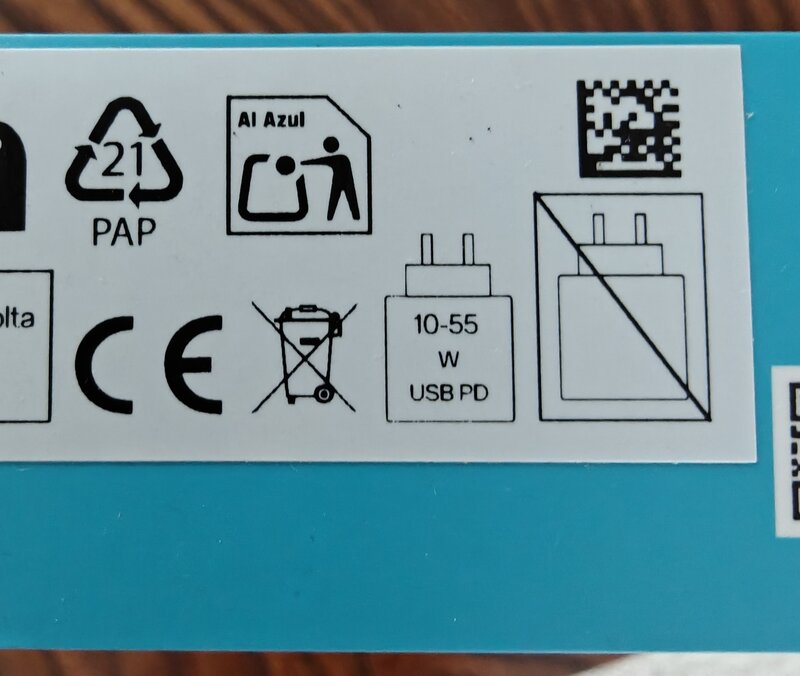 Al Azul
21
PAP
olta
CE
10-55
W
USB PD